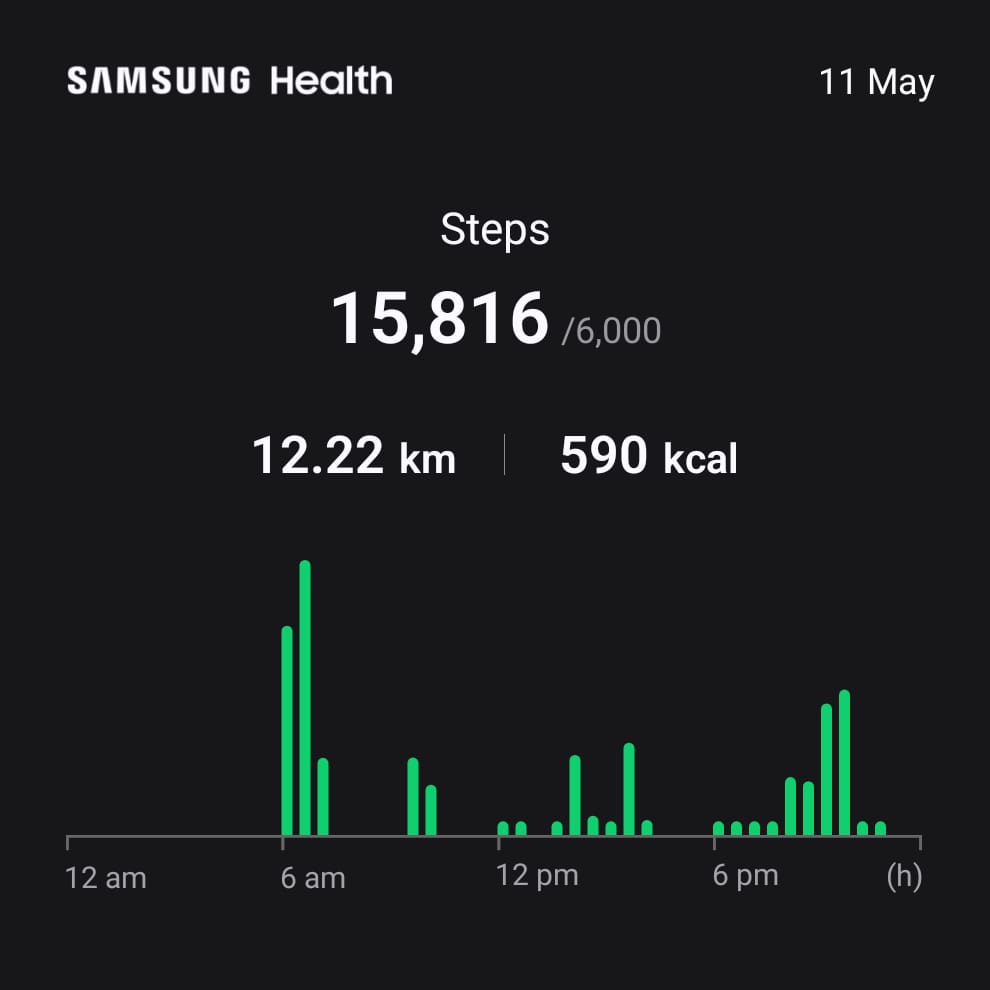 SAMSUNG Health
11 May
Steps
15,816 /6,000
12.22 km | 590 kcal
12 am 6 am 12 pm 6 pm (h)